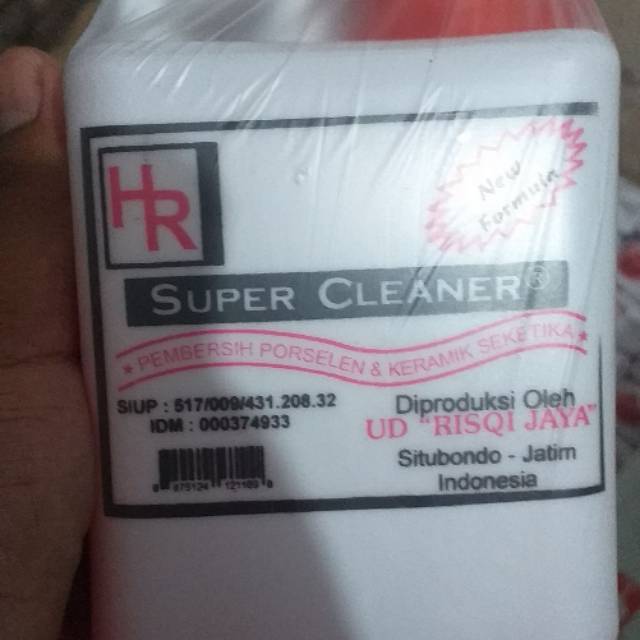 HR
New
Formula
SUPER CLEANER®
* PEMBERSIH PORSELEN & KERAMIK SEKETIKA *
SIUP : 517/009/431.208.32
IDM : 000374933
Diproduksi Oleh
UD "RISQI JAYA"
Situbondo - Jatim
Indonesia